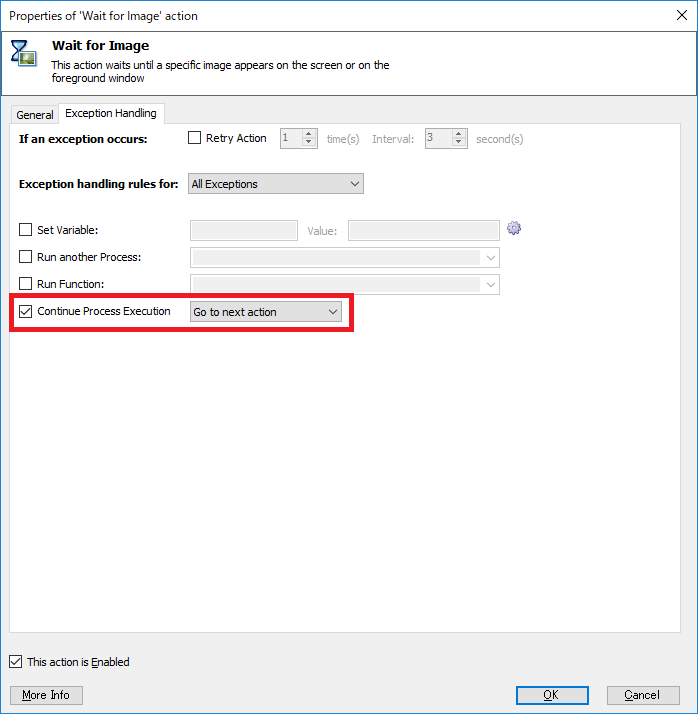 Properties of 'Wait for Image' action
Wait for Image
This action waits until a specific image appears on the screen or on the
foreground window
General Exception Handling
If an exception occurs: Retry Action 1 time(s) Interval: 3 second(s)
Exception handling rules for: All Exceptions
Set Variable: Value:
Run another Process:
Run Function:
Continue Process Execution Go to next action
This action is Enabled
More Info OK Cancel